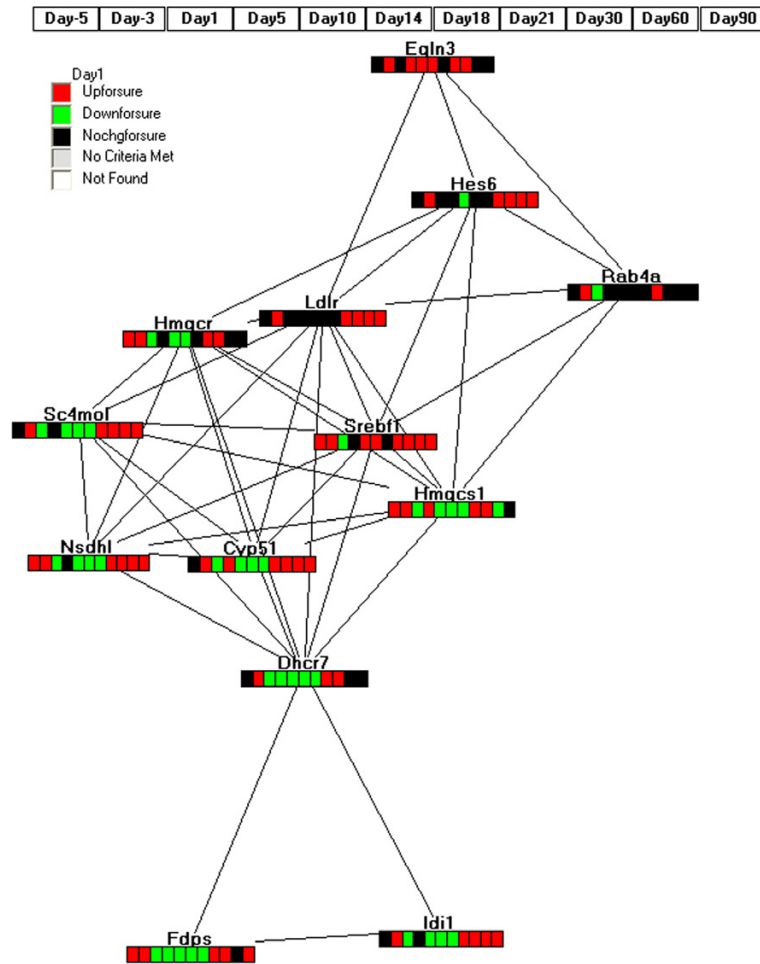 Day-5 Day-3 Day1 Day5 Day10 Day14 Day18 Day21 Day30 Day60 Day90
Egln3
Day1
Upforsure
Downforsure
Nochgforsure
No Criteria Met
Not Found
Hes6
Rab4a
Ldlr
Hmgcr
Sc4mol
Srebf1
Hmgcs1
Nsdhl
Cyp51
Dhcr7
Idi1
Fdps